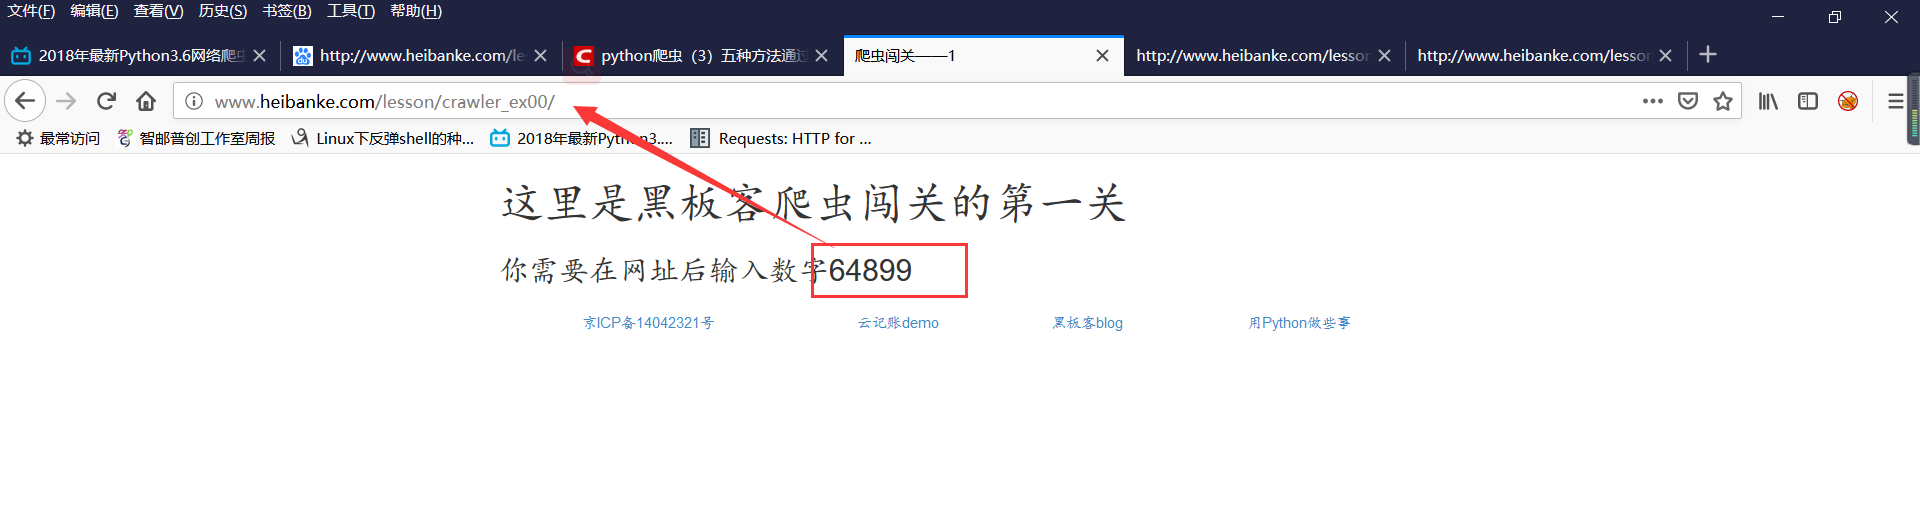 文件(F) 编辑(E) 查看(V) 历史(S) 书签(B) 工具(T) 帮助(H)
2018年最新Python3.6网络爬虫 http://www.heibanke.com/le python爬虫（3）五种方法通过 爬虫闯关——1 http://www.heibanke.com/lesson http://www.heibanke.com/lesson
www.heibanke.com/lesson/crawler_ex00/
最常访问 智邮普创工作室周报 Linux下反弹shell的种... 2018年最新Python3.... Requests: HTTP for ...
这里是黑板客爬虫闯关的第一关
你需要在网址后输入数字64899
京ICP备14042321号 云记账demo 黑板客blog 用Python做些事